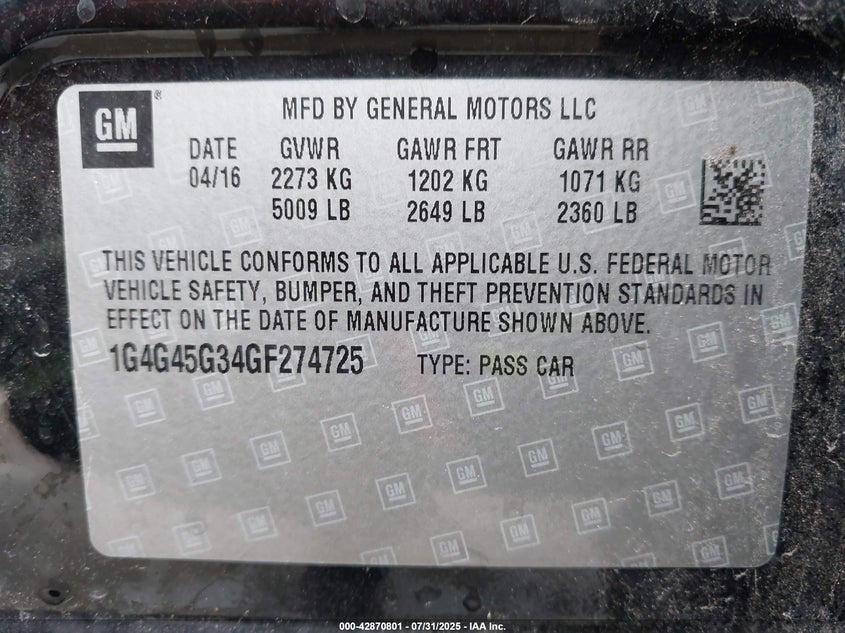 GM ®
MFD BY GENERAL MOTORS LLC
DATE GVWR GAWR FRT GAWR RR
04/16 2273 KG 1202 KG 1071 KG
5009 LB 2649 LB 2360 LB
THIS VEHICLE CONFORMS TO ALL APPLICABLE U.S. FEDERAL MOTOR
VEHICLE SAFETY, BUMPER, AND THEFT PREVENTION STANDARDS IN
EFFECT ON THE DATE OF MANUFACTURE SHOWN ABOVE.
1G4G45G34GF274725 TYPE: PASS CAR
000-42870801 - 07/31/2025 - IAA Inc.